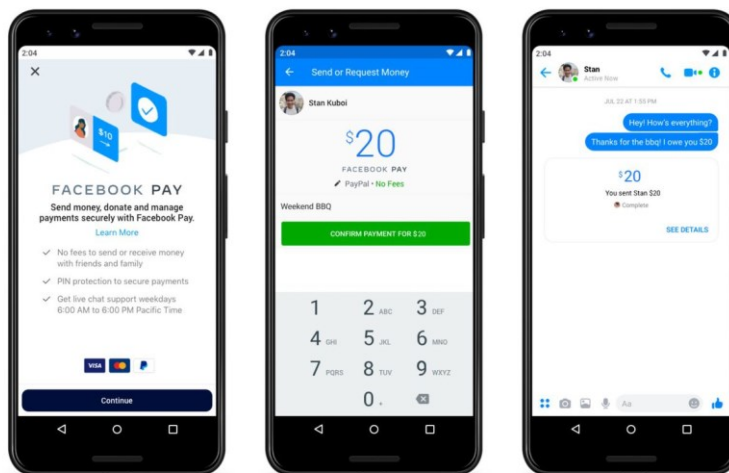 2:04
$10
FACEBOOK PAY
Send money, donate and manage
payments securely with Facebook Pay.
Learn More
No fees to send or receive money
with friends and family
PIN protection to secure payments
Get live chat support weekdays
6:00 AM to 6:00 PM Pacific Time
VISA
Continue
2:04
Send or Request Money
Stan Kuboi
$20
FACEBOOK PAY
PayPal • No Fees
Weekend BBQ
CONFIRM PAYMENT FOR $20
1
2 ABC
3 DEF
4 GHI
5 JKL
6 MNO
7 PQRS
8 TUV
9 WXYZ
0 +
2:04
Stan
Active Now
JUL 22 AT 1:55 PM
Hey! How's everything?
Thanks for the bbq! I owe you $20
$20
You sent Stan $20
Complete
SEE DETAILS
Aa